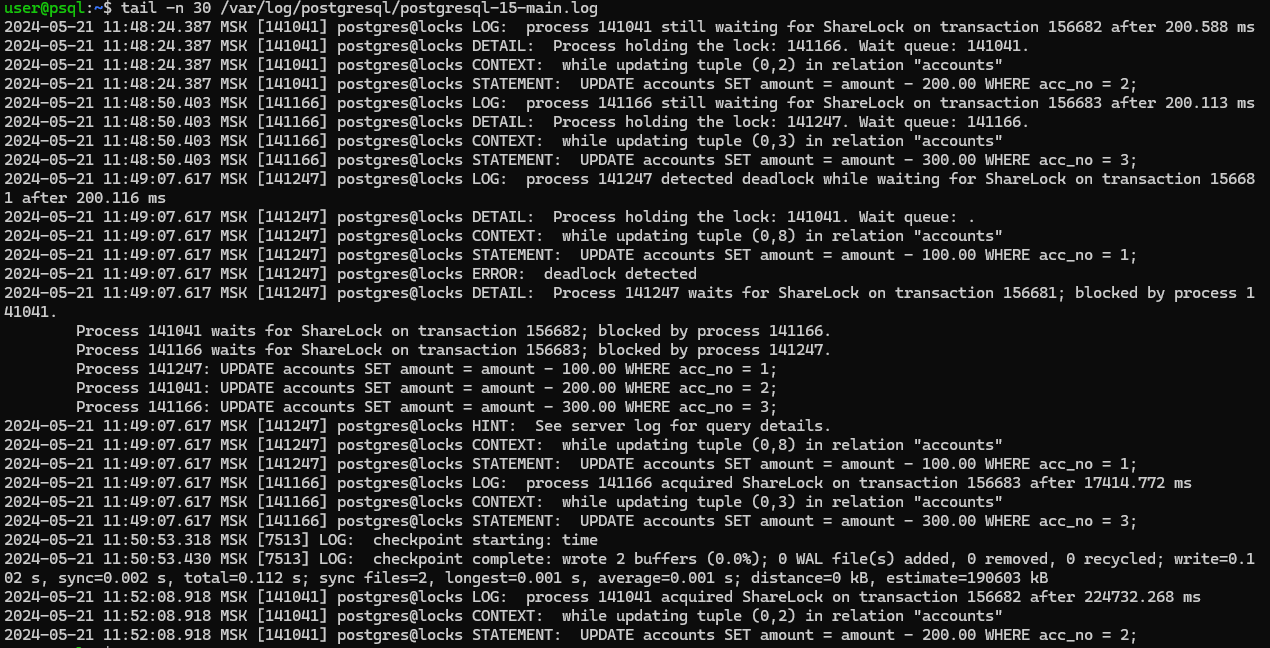 user@psql:~$ tail -n 30 /var/log/postgresql/postgresql-15-main.log
2024-05-21 11:48:24.387 MSK [141041] postgres@locks LOG:  process 141041 still waiting for ShareLock on transaction 156682 after 200.588 ms
2024-05-21 11:48:24.387 MSK [141041] postgres@locks DETAIL:  Process holding the lock: 141166. Wait queue: 141041.
2024-05-21 11:48:24.387 MSK [141041] postgres@locks CONTEXT:  while updating tuple (0,2) in relation "accounts"
2024-05-21 11:48:24.387 MSK [141041] postgres@locks STATEMENT:  UPDATE accounts SET amount = amount - 200.00 WHERE acc_no = 2;
2024-05-21 11:48:50.403 MSK [141166] postgres@locks LOG:  process 141166 still waiting for ShareLock on transaction 156683 after 200.113 ms
2024-05-21 11:48:50.403 MSK [141166] postgres@locks DETAIL:  Process holding the lock: 141247. Wait queue: 141166.
2024-05-21 11:48:50.403 MSK [141166] postgres@locks CONTEXT:  while updating tuple (0,3) in relation "accounts"
2024-05-21 11:48:50.403 MSK [141166] postgres@locks STATEMENT:  UPDATE accounts SET amount = amount - 300.00 WHERE acc_no = 3;
2024-05-21 11:49:07.617 MSK [141247] postgres@locks LOG:  process 141247 detected deadlock while waiting for ShareLock on transaction 15668
1 after 200.116 ms
2024-05-21 11:49:07.617 MSK [141247] postgres@locks DETAIL:  Process holding the lock: 141041. Wait queue: .
2024-05-21 11:49:07.617 MSK [141247] postgres@locks CONTEXT:  while updating tuple (0,8) in relation "accounts"
2024-05-21 11:49:07.617 MSK [141247] postgres@locks STATEMENT:  UPDATE accounts SET amount = amount - 100.00 WHERE acc_no = 1;
2024-05-21 11:49:07.617 MSK [141247] postgres@locks ERROR:  deadlock detected
2024-05-21 11:49:07.617 MSK [141247] postgres@locks DETAIL:  Process 141247 waits for ShareLock on transaction 156681; blocked by process 1
41041.
        Process 141041 waits for ShareLock on transaction 156682; blocked by process 141166.
        Process 141166 waits for ShareLock on transaction 156683; blocked by process 141247.
        Process 141247: UPDATE accounts SET amount = amount - 100.00 WHERE acc_no = 1;
        Process 141041: UPDATE accounts SET amount = amount - 200.00 WHERE acc_no = 2;
        Process 141166: UPDATE accounts SET amount = amount - 300.00 WHERE acc_no = 3;
2024-05-21 11:49:07.617 MSK [141247] postgres@locks HINT:  See server log for query details.
2024-05-21 11:49:07.617 MSK [141247] postgres@locks CONTEXT:  while updating tuple (0,8) in relation "accounts"
2024-05-21 11:49:07.617 MSK [141247] postgres@locks STATEMENT:  UPDATE accounts SET amount = amount - 100.00 WHERE acc_no = 1;
2024-05-21 11:49:07.617 MSK [141166] postgres@locks LOG:  process 141166 acquired ShareLock on transaction 156683 after 17414.772 ms
2024-05-21 11:49:07.617 MSK [141166] postgres@locks CONTEXT:  while updating tuple (0,3) in relation "accounts"
2024-05-21 11:49:07.617 MSK [141166] postgres@locks STATEMENT:  UPDATE accounts SET amount = amount - 300.00 WHERE acc_no = 3;
2024-05-21 11:50:53.318 MSK [7513] LOG:  checkpoint starting: time
2024-05-21 11:50:53.430 MSK [7513] LOG:  checkpoint complete: wrote 2 buffers (0.0%); 0 WAL file(s) added, 0 removed, 0 recycled; write=0.1
02 s, sync=0.002 s, total=0.112 s; sync files=2, longest=0.001 s, average=0.001 s; distance=0 kB, estimate=190603 kB
2024-05-21 11:52:08.918 MSK [141041] postgres@locks LOG:  process 141041 acquired ShareLock on transaction 156682 after 224732.268 ms
2024-05-21 11:52:08.918 MSK [141041] postgres@locks CONTEXT:  while updating tuple (0,2) in relation "accounts"
2024-05-21 11:52:08.918 MSK [141041] postgres@locks STATEMENT:  UPDATE accounts SET amount = amount - 200.00 WHERE acc_no = 2;